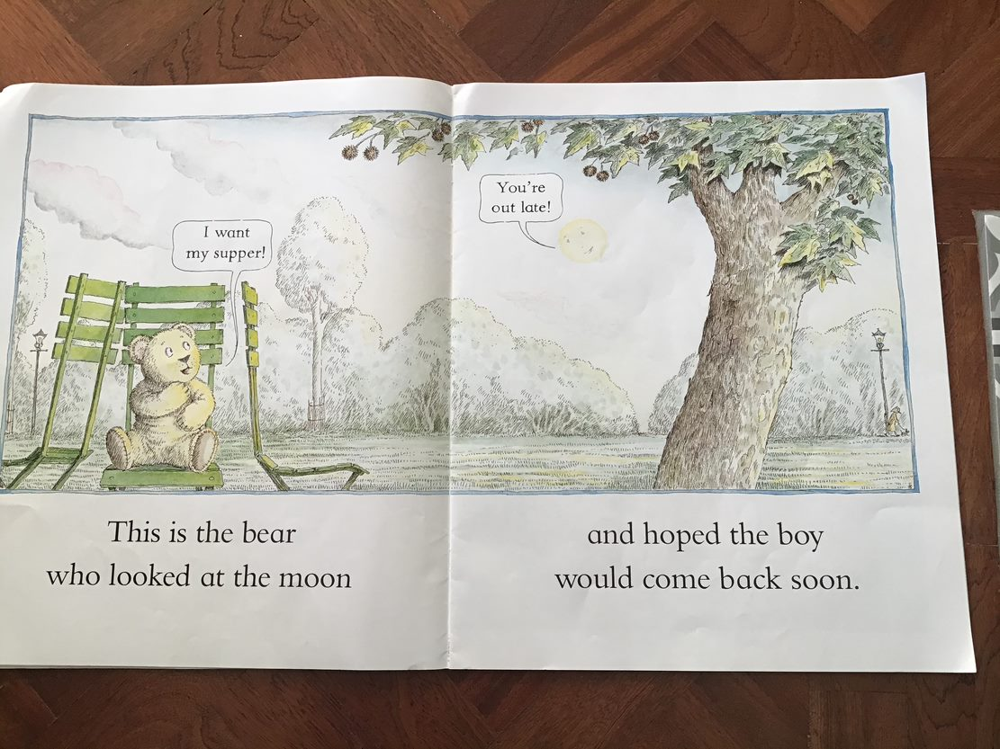 I want
my supper!
This is the bear
who looked at the moon
You're
out late!
and hoped the boy
would come back soon.